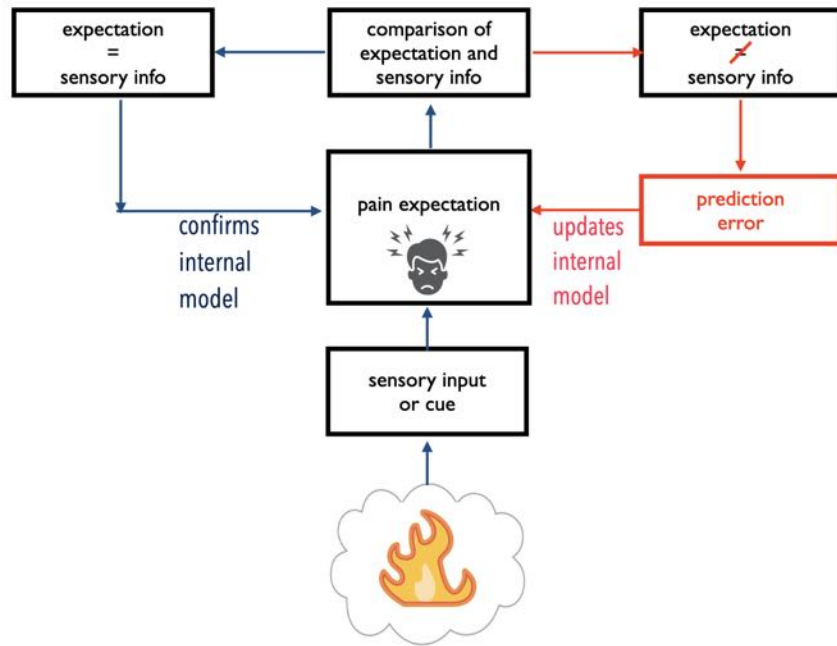 expectation
=
sensory info
comparison of
expectation and
sensory info
expectation
≠
sensory info
pain expectation
prediction
error
confirms
internal
model
updates
internal
model
sensory input
or cue